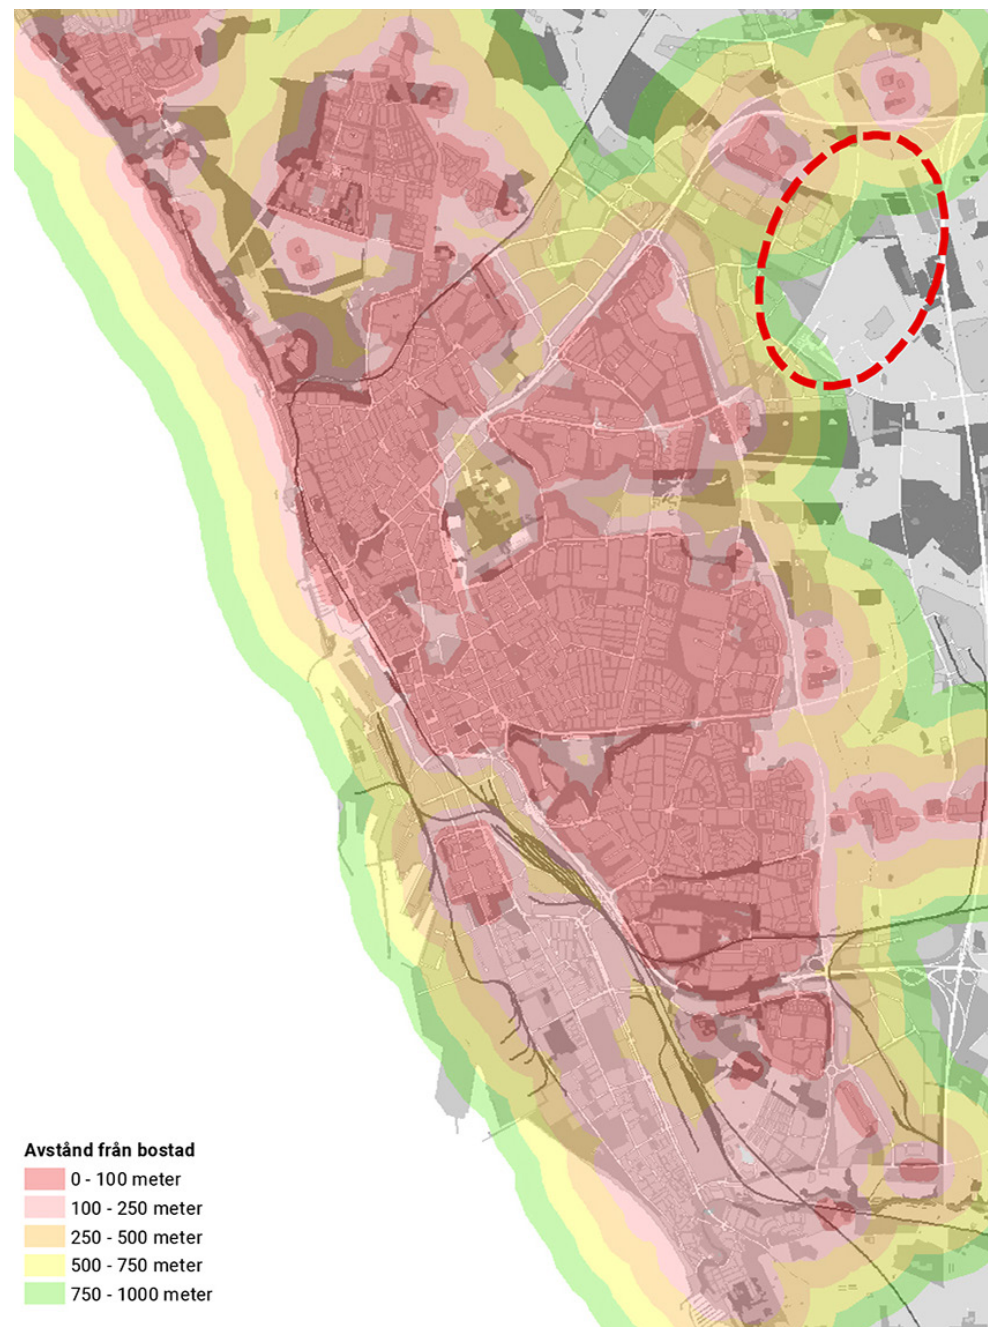 Avstånd från bostad
0 - 100 meter
100 - 250 meter
250 - 500 meter
500 - 750 meter
750 - 1000 meter